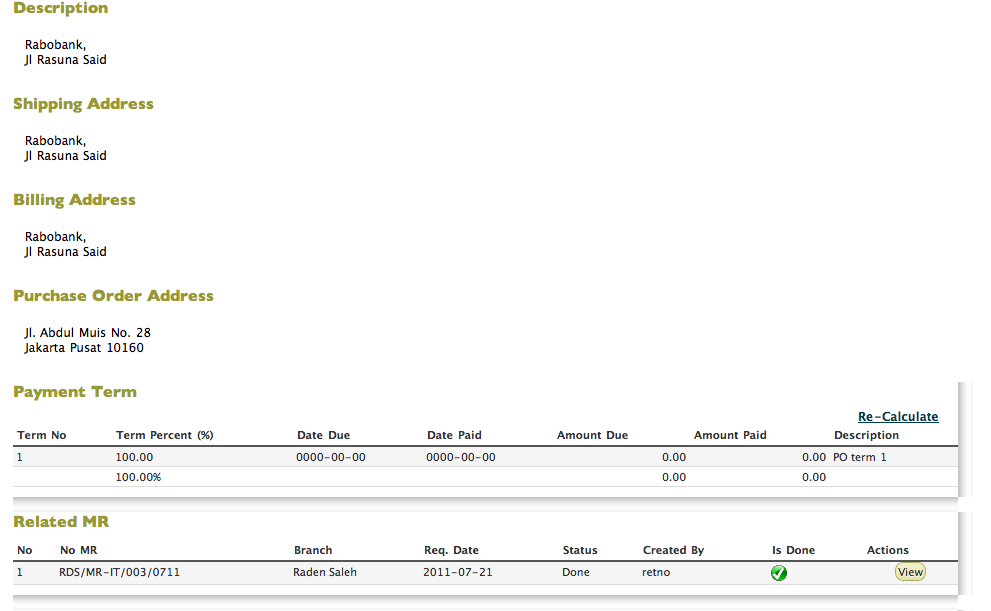 Description
Rabobank,
Jl Rasuna Said
Shipping Address
Rabobank,
Jl Rasuna Said
Billing Address
Rabobank,
Jl Rasuna Said
Purchase Order Address
Jl. Abdul Muis No. 28
Jakarta Pusat 10160
Payment Term
Re-Calculate
Term No Term Percent (%) Date Due Date Paid Amount Due Amount Paid Description
1 100.00 0000-00-00 0000-00-00 0.00 0.00 PO term 1
100.00% 0.00 0.00
Related MR
No No MR Branch Req. Date Status Created By Is Done Actions
1 RDS/MR-IT/003/0711 Raden Saleh 2011-07-21 Done retno View